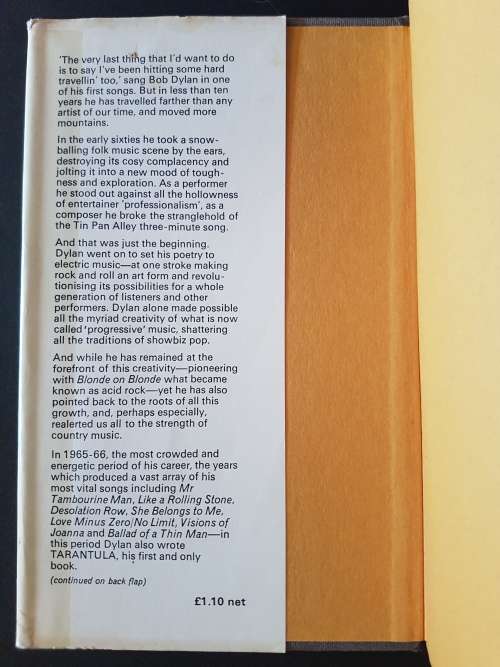 'The very last thing that I'd want to do
is to say I've been hitting some hard
travellin' too,' sang Bob Dylan in one
of his first songs. But in less than ten
years he has travelled farther than any
artist of our time, and moved more
mountains.
In the early sixties he took a snow-
balling folk music scene by the ears,
destroying its cosy complacency and
jolting it into a new mood of tough-
ness and exploration. As a performer
he stood out against all the hollowness
of entertainer 'professionalism', as a
composer he broke the stranglehold of
the Tin Pan Alley three-minute song.
And that was just the beginning.
Dylan went on to set his poetry to
electric music—at one stroke making
rock and roll an art form and revolu-
tionising its possibilities for a whole
generation of listeners and other
performers. Dylan alone made possible
all the myriad creativity of what is now
called 'progressive' music, shattering
all the traditions of showbiz pop.
And while he has remained at the
forefront of this creativity—pioneering
with Blonde on Blonde what became
known as acid rock—yet he has also
pointed back to the roots of all this
growth, and, perhaps especially,
realerted us all to the strength of
country music.
In 1965-66, the most crowded and
energetic period of his career, the years
which produced a vast array of his
most vital songs including Mr
Tambourine Man, Like a Rolling Stone,
Desolation Row, She Belongs to Me,
Love Minus Zero/No Limit, Visions of
Joanna and Ballad of a Thin Man—in
this period Dylan also wrote
TARANTULA, his first and only
book.
(continued on back flap)
£1.10 net